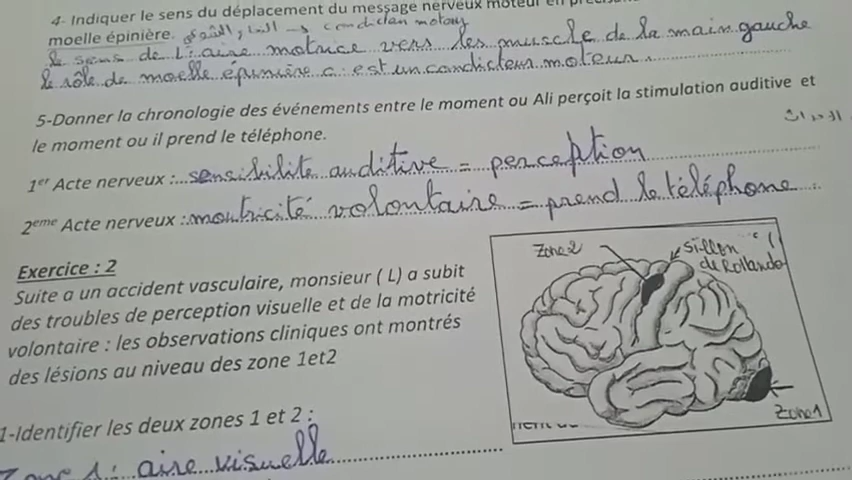 4- Indiquer le sens du déplacement du message nerveux moteur en
moelle épinière.
le sens de l'aire motrice vers les muscle de la main gauche
le rôle de moelle épinière c'est un condicteur moteur.
5-Donner la chronologie des événements entre le moment ou Ali perçoit la stimulation auditive et
le moment ou il prend le téléphone.
1er Acte nerveux : sensibilité auditive = perception
2eme Acte nerveux : moutricité volontaire = prend le téléphone
Exercice : 2
Suite a un accident vasculaire, monsieur ( L) a subit
des troubles de perception visuelle et de la motricité
volontaire : les observations cliniques ont montrés
des lésions au niveau des zone 1et2
Zone 2
sillon
de Rolando
Zone 1
1-Identifier les deux zones 1 et 2 :
Zone 1: aire visuelle